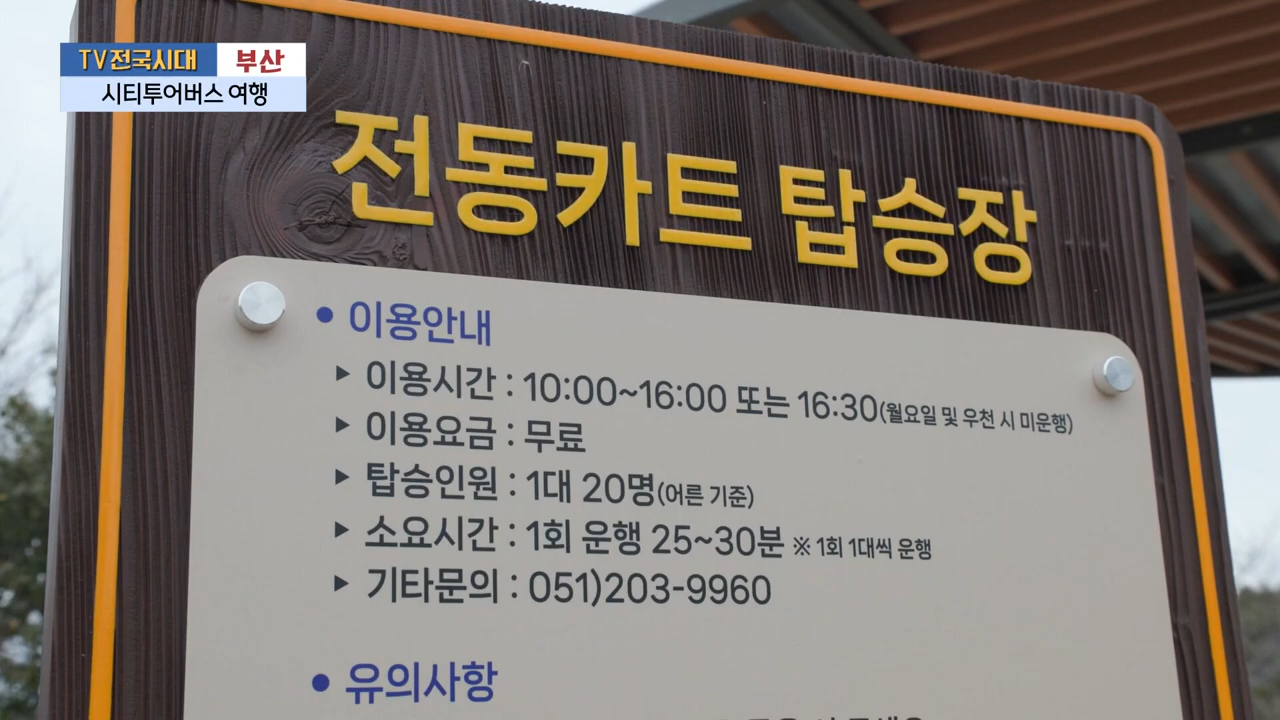 TV전국시대 부산
시티투어버스 여행
전동카트 탑승장
• 이용안내
▶ 이용시간 : 10:00~16:00 또는 16:30(월요일 및 우천 시 미운행)
▶ 이용요금 : 무료
▶ 탑승인원 : 1대 20명(어른 기준)
▶ 소요시간 : 1회 운행 25~30분 ※ 1회 1대씩 운행
▶ 기타문의 : 051)203-9960
• 유의사항